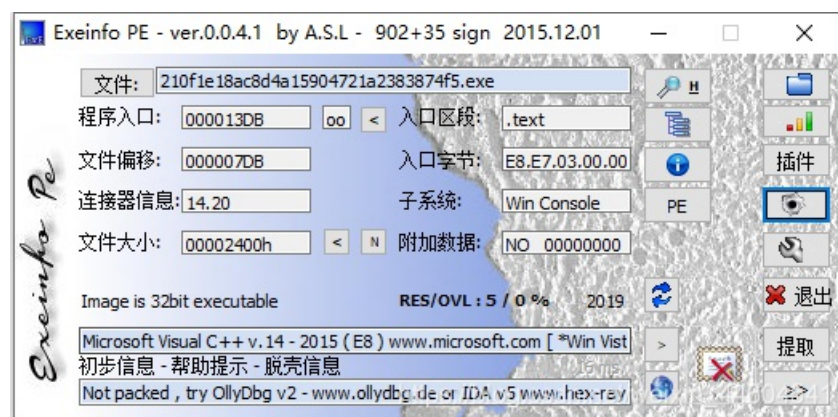 Exeinfo PE - ver.0.0.4.1 by A.S.L - 902+35 sign 2015.12.01
文件: 210f1e18ac8d4a15904721a2383874f5.exe
H
程序入口: 000013DB oo < 入口区段: .text
文件偏移: 000007DB 入口字节: E8.E7.03.00.00 插件
连接器信息: 14.20 子系统: Win Console PE
文件大小: 00002400h < N 附加数据: NO 00000000
Image is 32bit executable RES/OVL : 5 / 0 % 2019 退出
Microsoft Visual C++ v.14 - 2015 ( E8 ) www.microsoft.com [ *Win Vist > 提取
初步信息 - 帮助提示 - 脱壳信息
Not packed , try OllyDbg v2 - www.ollydbg.de or IDA v5 www.hex-ray >>
Exeinfo Pe